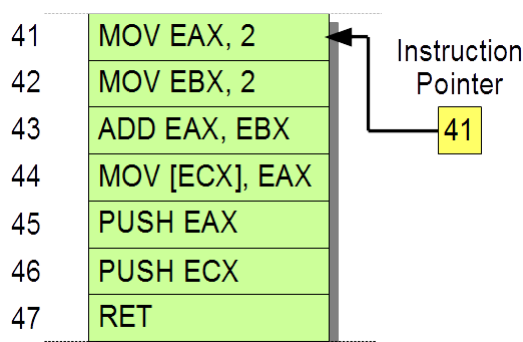 41 MOV EAX, 2
42 MOV EBX, 2
43 ADD EAX, EBX
44 MOV [ECX], EAX
45 PUSH EAX
46 PUSH ECX
47 RET
Instruction
Pointer
41